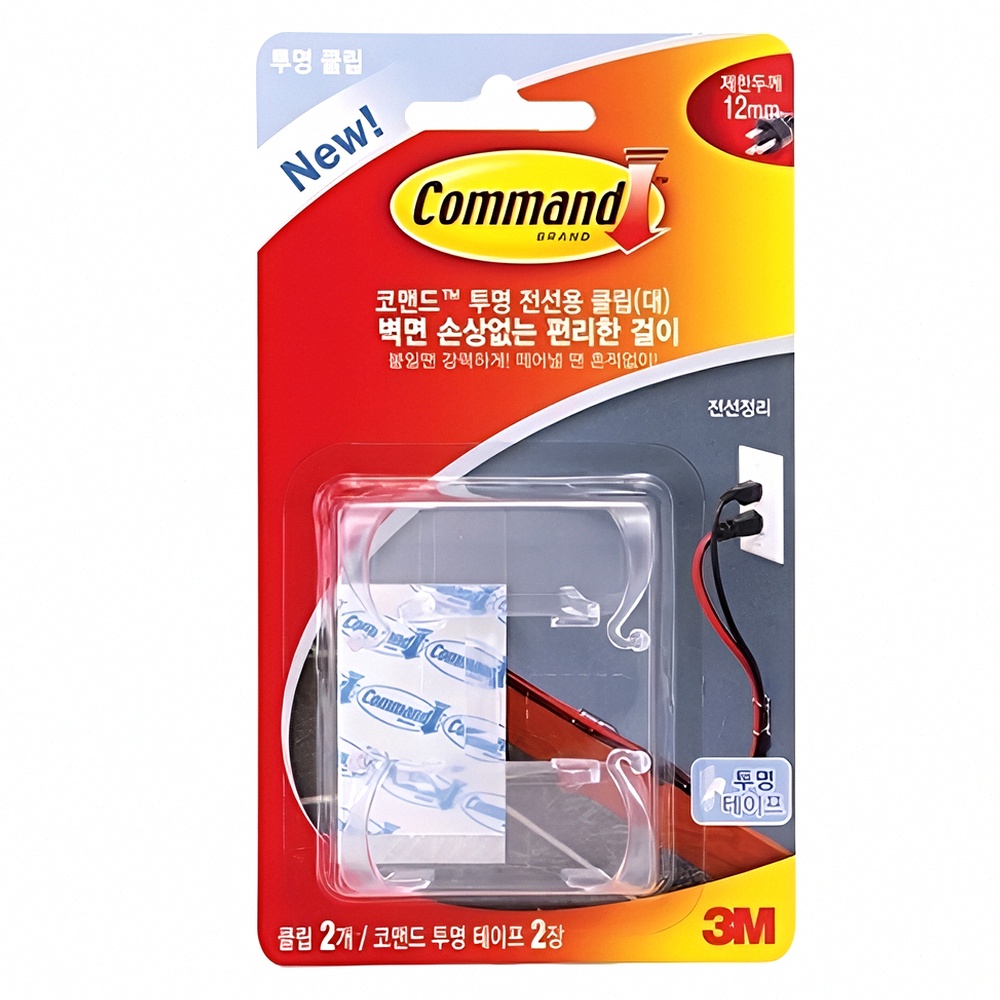 투명 클립
New!
제한두께
12mm
Command™
BRAND
코맨드™ 투명 전선용 클립(대)
벽면 손상없는 편리한 걸이
붙일땐 강력하게! 떼어낼 땐 흔적없이!
전선정리
Command
Command
Command
투명
테이프
클립 2개 / 코맨드 투명 테이프 2장
3M